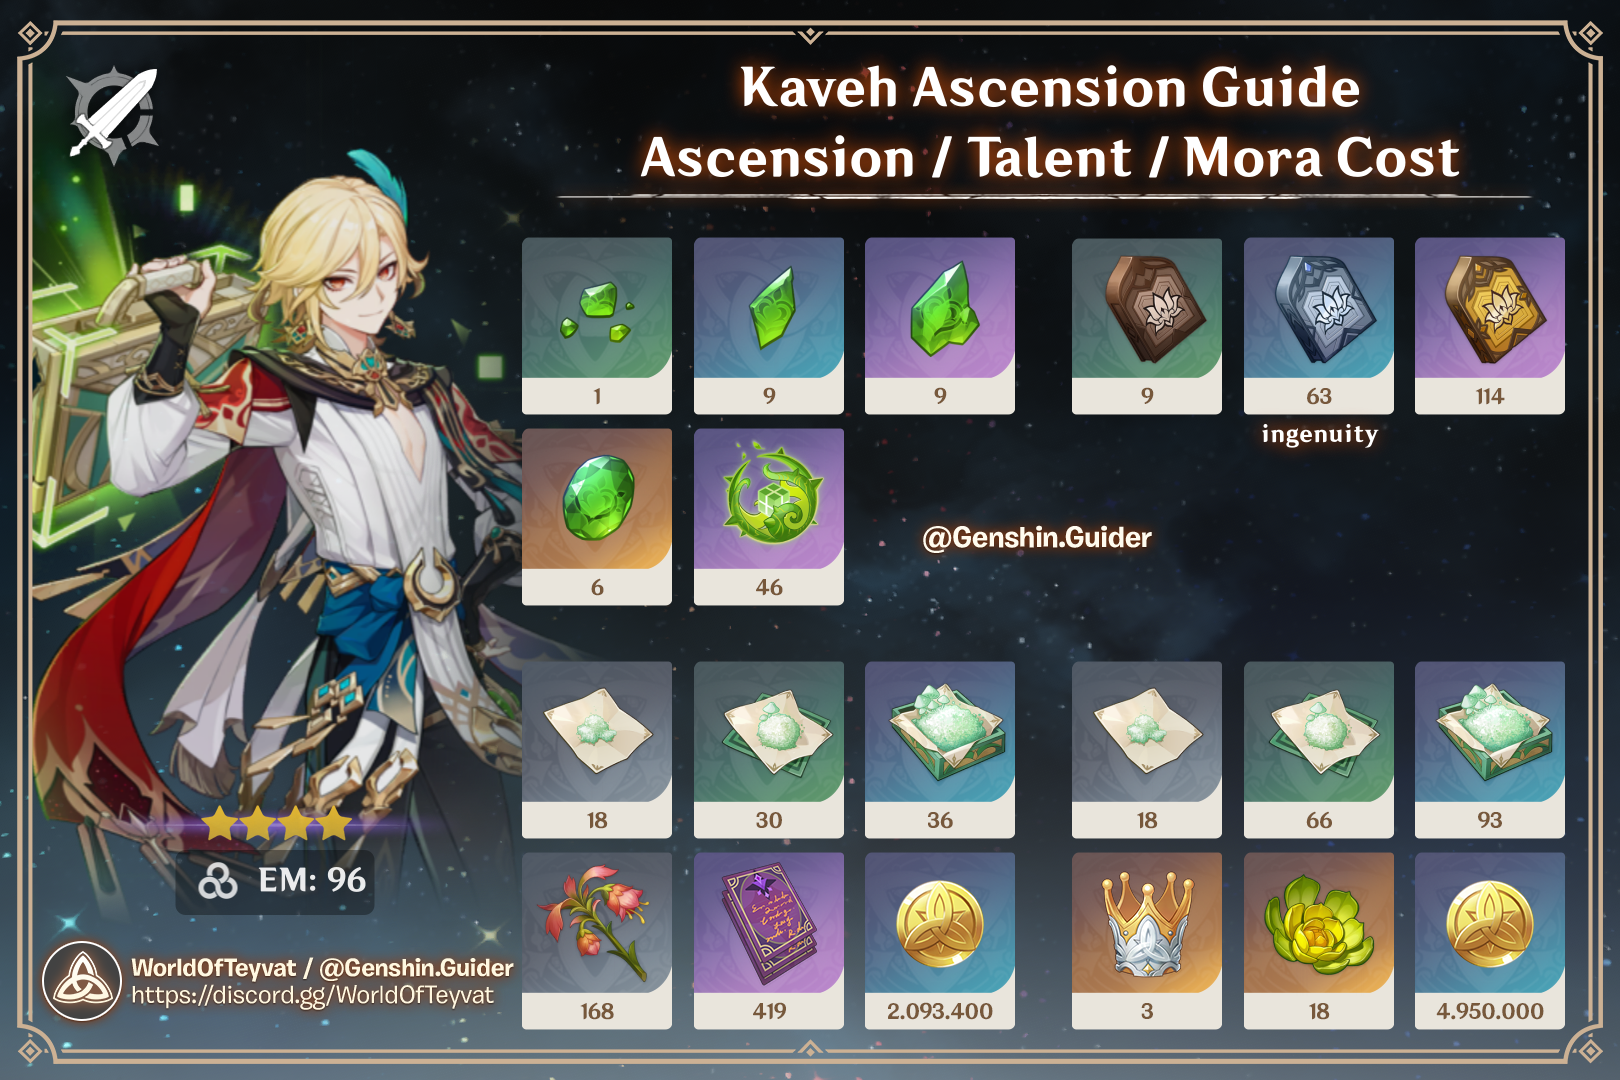 Kaveh Ascension Guide
Ascension / Talent / Mora Cost
1
9
9
9
63
114
ingenuity
6
46
@Genshin.Guider
18
30
36
18
66
93
168
419
2.093.400
3
18
4.950.000
EM: 96
WorldOfTeyvat / @Genshin.Guider
https://discord.gg/WorldOfTeyvat